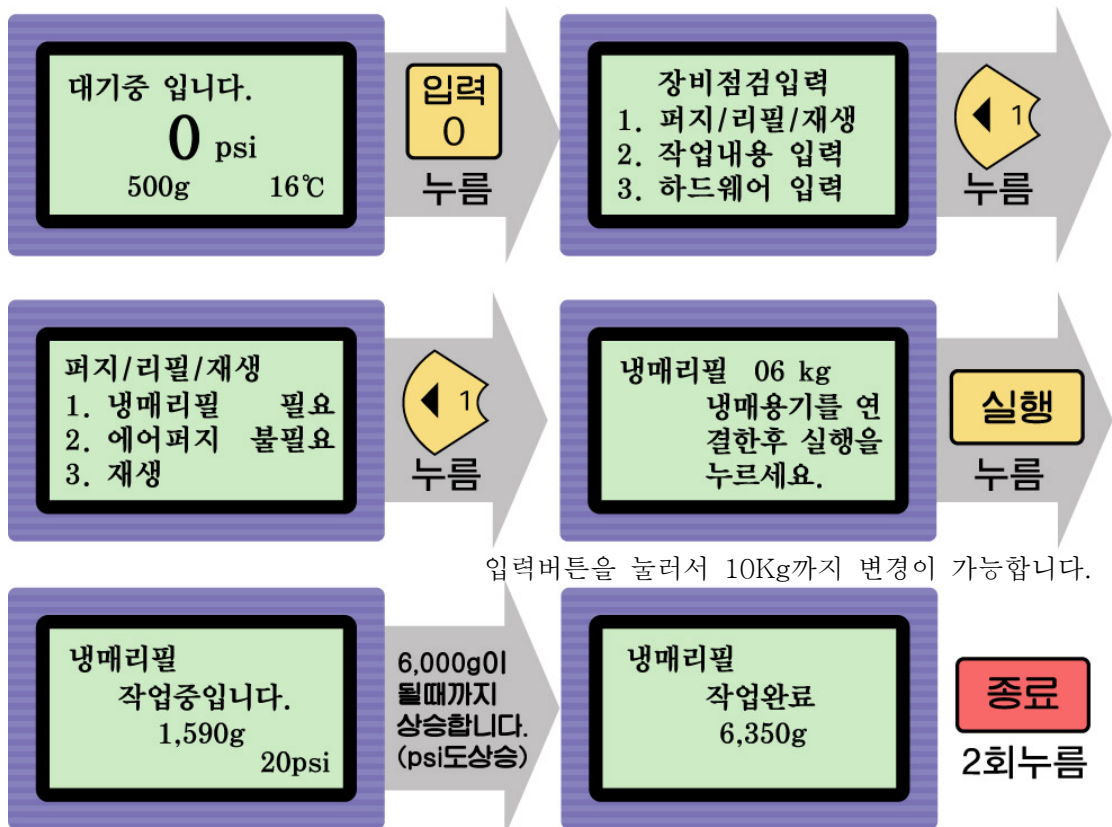 대기중 입니다.
0 psi
500g 16℃
입력
0
누름
장비점검입력
1. 퍼지/리필/재생
2. 작업내용 입력
3. 하드웨어 입력
◀ 1
누름
퍼지/리필/재생
1. 냉매리필 필요
2. 에어퍼지 불필요
3. 재생
◀ 1
누름
냉매리필 06 kg
냉매용기를 연
결한후 실행을
누르세요.
실행
누름
입력버튼을 눌러서 10Kg까지 변경이 가능합니다.
냉매리필
작업중입니다.
1,590g
20psi
6,000g이
될때까지
상승합니다.
(psi도상승)
냉매리필
작업완료
6,350g
종료
2회누름